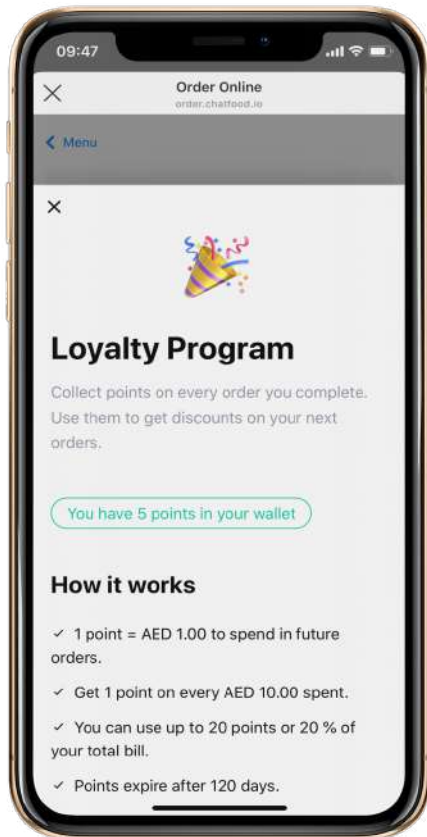 09:47
Order Online
order.chatfood.io
Menu
Loyalty Program
Collect points on every order you complete.
Use them to get discounts on your next
orders.
You have 5 points in your wallet
How it works
✓ 1 point = AED 1.00 to spend in future
orders.
✓ Get 1 point on every AED 10.00 spent.
✓ You can use up to 20 points or 20 % of
your total bill.
✓ Points expire after 120 days.